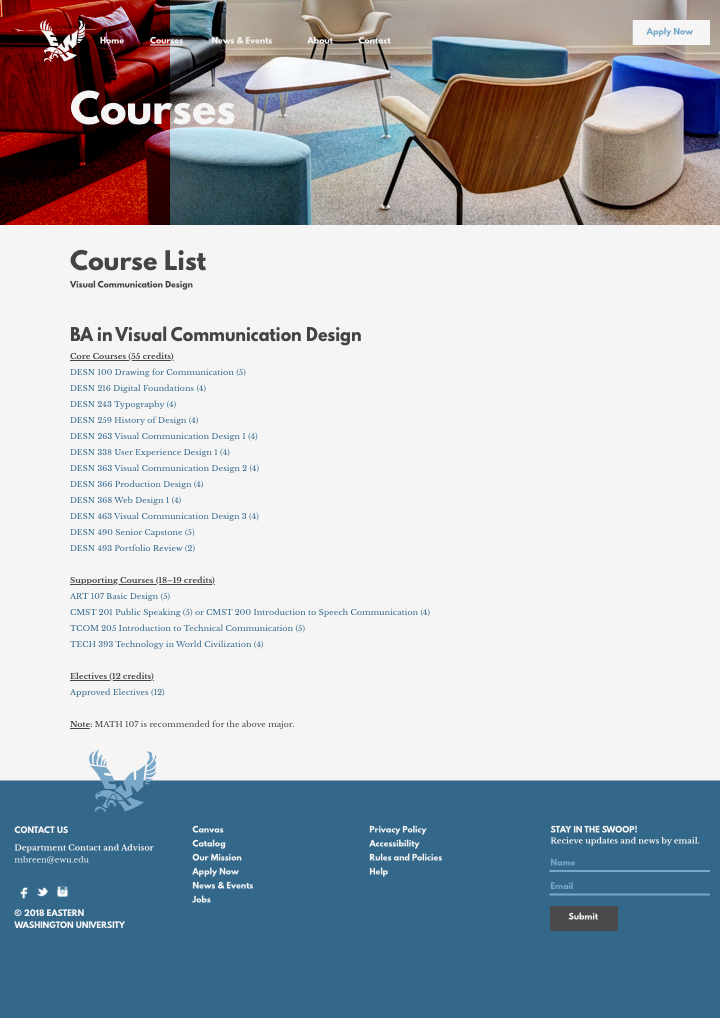 Home Courses News & Events About Contact Apply Now
Courses
Course List
Visual Communication Design
BA in Visual Communication Design
Core Courses (55 credits)
DESN 100 Drawing for Communication (5)
DESN 216 Digital Foundations (4)
DESN 243 Typography (4)
DESN 259 History of Design (4)
DESN 263 Visual Communication Design 1 (4)
DESN 338 User Experience Design 1 (4)
DESN 363 Visual Communication Design 2 (4)
DESN 366 Production Design (4)
DESN 368 Web Design 1 (4)
DESN 463 Visual Communication Design 3 (4)
DESN 490 Senior Capstone (5)
DESN 493 Portfolio Review (2)
Supporting Courses (18–19 credits)
ART 107 Basic Design (5)
CMST 201 Public Speaking (5) or CMST 200 Introduction to Speech Communication (4)
TCOM 205 Introduction to Technical Communication (5)
TECH 393 Technology in World Civilization (4)
Electives (12 credits)
Approved Electives (12)
Note: MATH 107 is recommended for the above major.
CONTACT US
Department Contact and Advisor
mbreen@ewu.edu
© 2018 EASTERN
WASHINGTON UNIVERSITY
Canvas
Catalog
Our Mission
Apply Now
News & Events
Jobs
Privacy Policy
Accessibility
Rules and Policies
Help
STAY IN THE SWOOP!
Recieve updates and news by email.
Name
Email
Submit